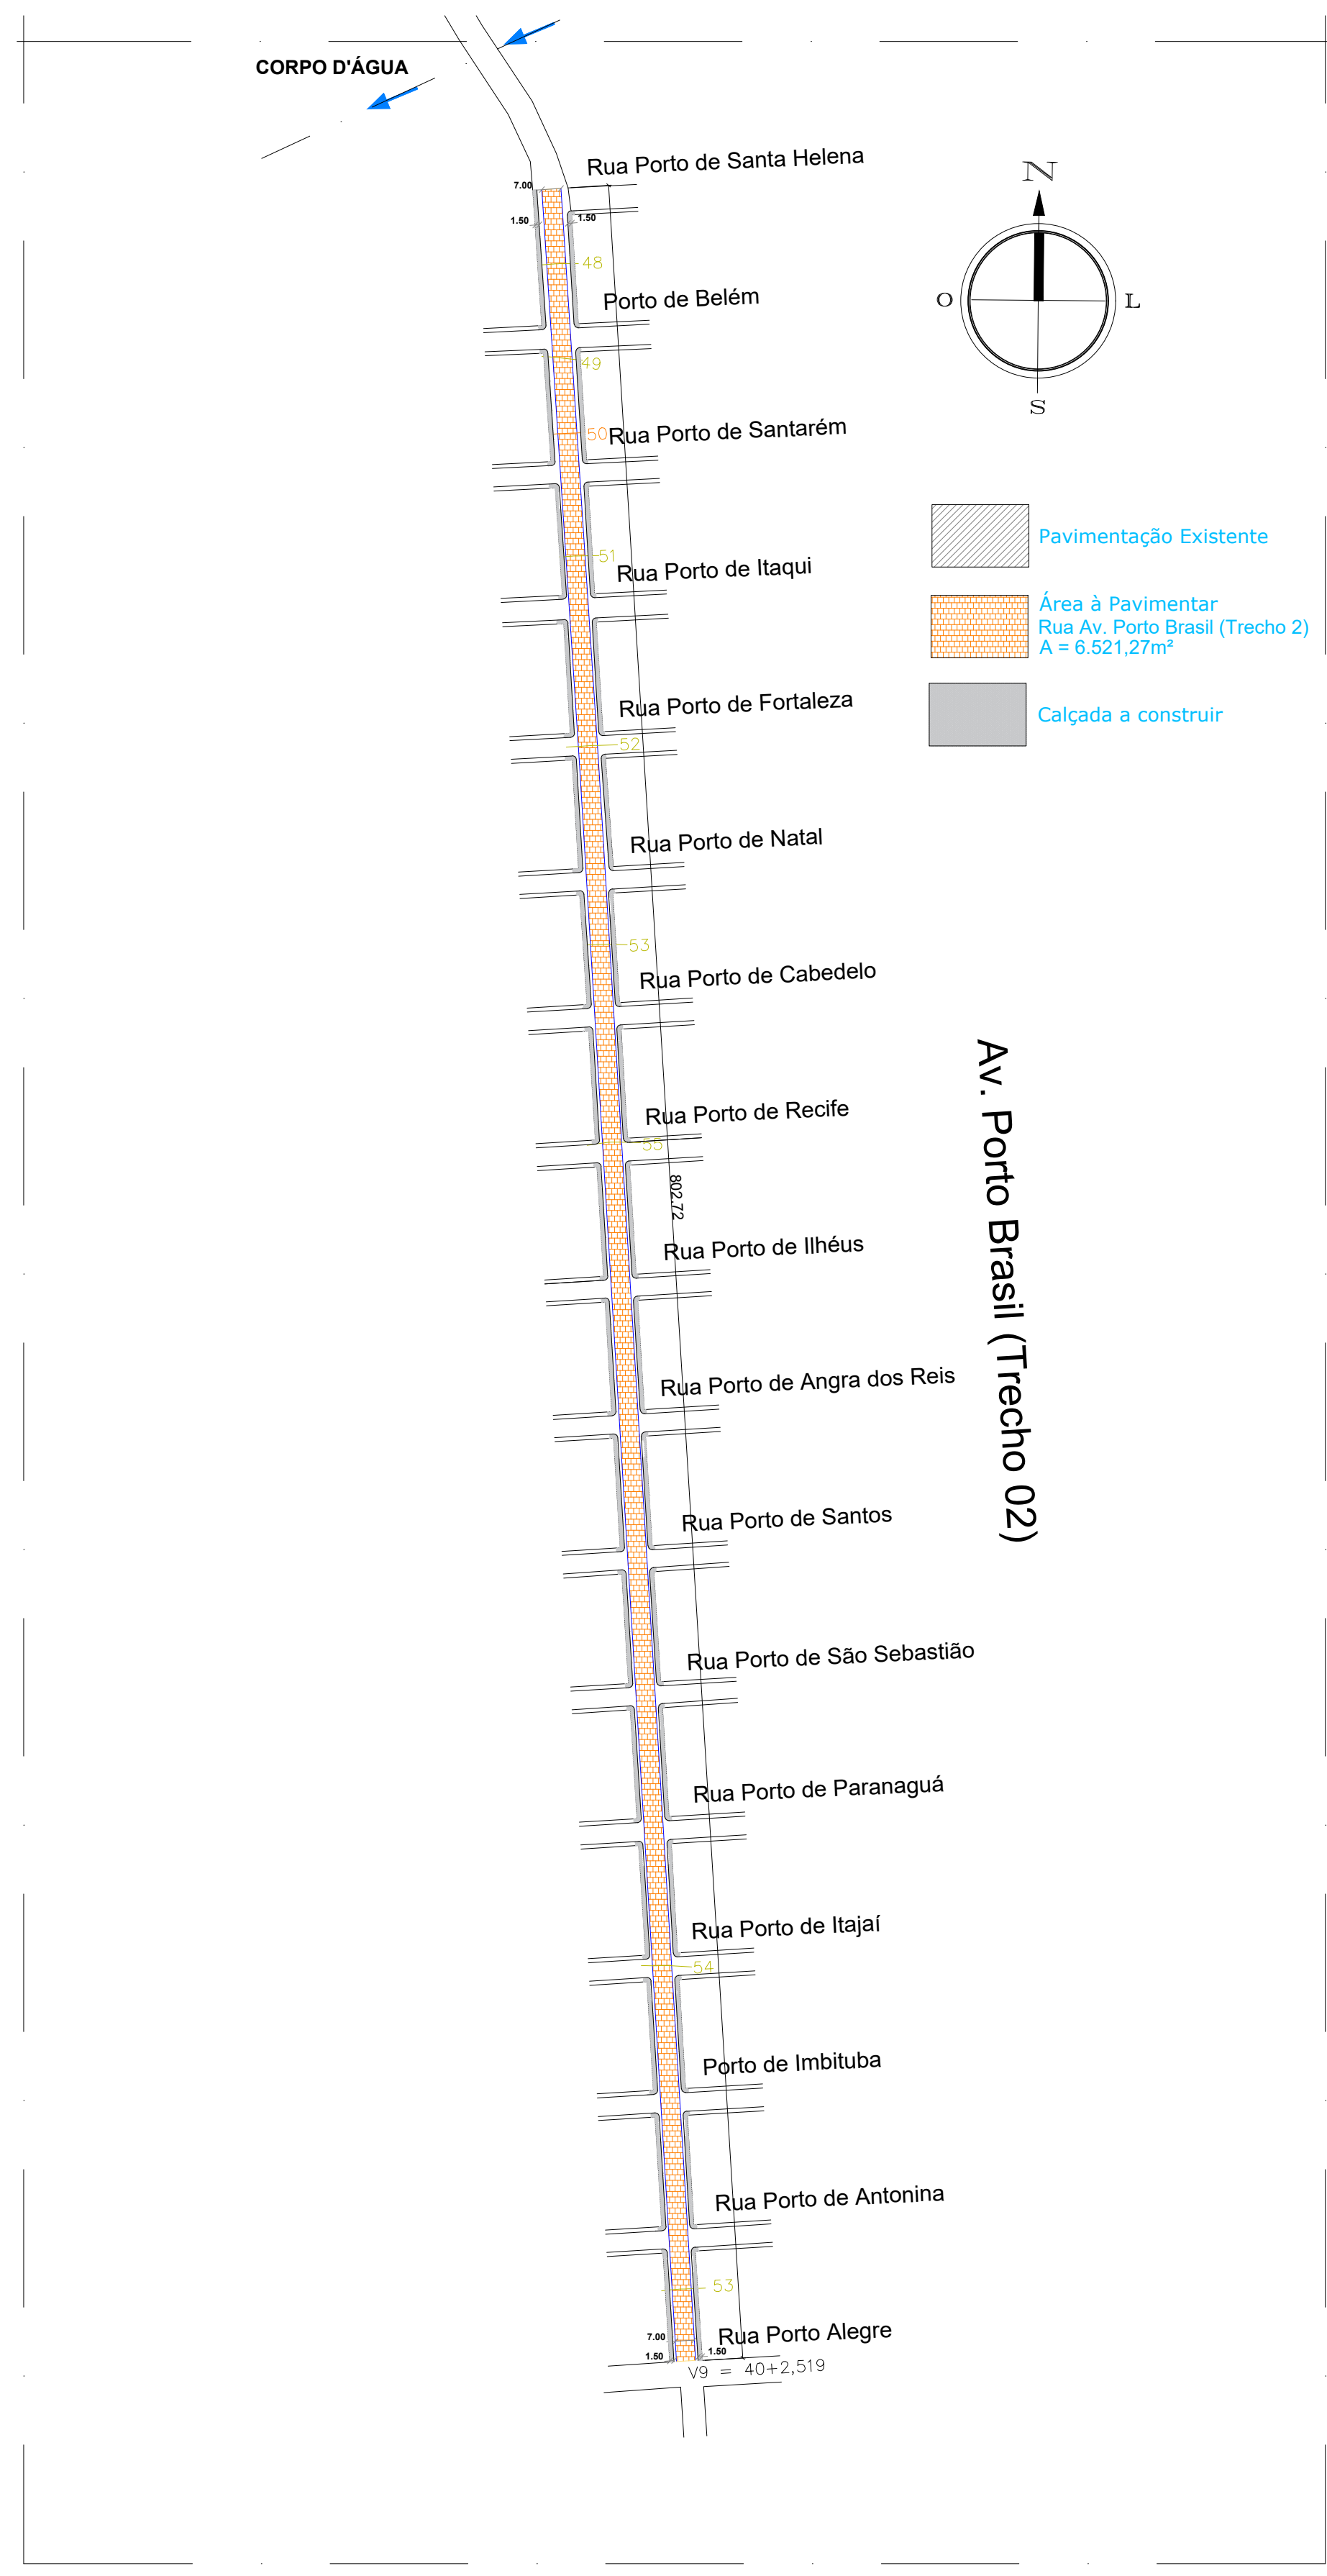 CORPO D'ÁGUA
Rua Porto de Santa Helena
N
7.00
1.50
1.50
48
O
L
Porto de Belém
49
S
50
Rua Porto de Santarém
Pavimentação Existente
51
Rua Porto de Itaqui
Área à Pavimentar
Rua Av. Porto Brasil (Trecho 2)
A = 6.521,27m²
Rua Porto de Fortaleza
Calçada a construir
52
Rua Porto de Natal
53
Rua Porto de Cabedelo
Rua Porto de Recife
55
802.72
Av. Porto Brasil (Trecho 02)
Rua Porto de Ilhéus
Rua Porto de Angra dos Reis
Rua Porto de Santos
Rua Porto de São Sebastião
Rua Porto de Paranaguá
Rua Porto de Itajaí
54
Porto de Imbituba
Rua Porto de Antonina
53
Rua Porto Alegre
7.00
1.50
1.50
V9 = 40+2,519